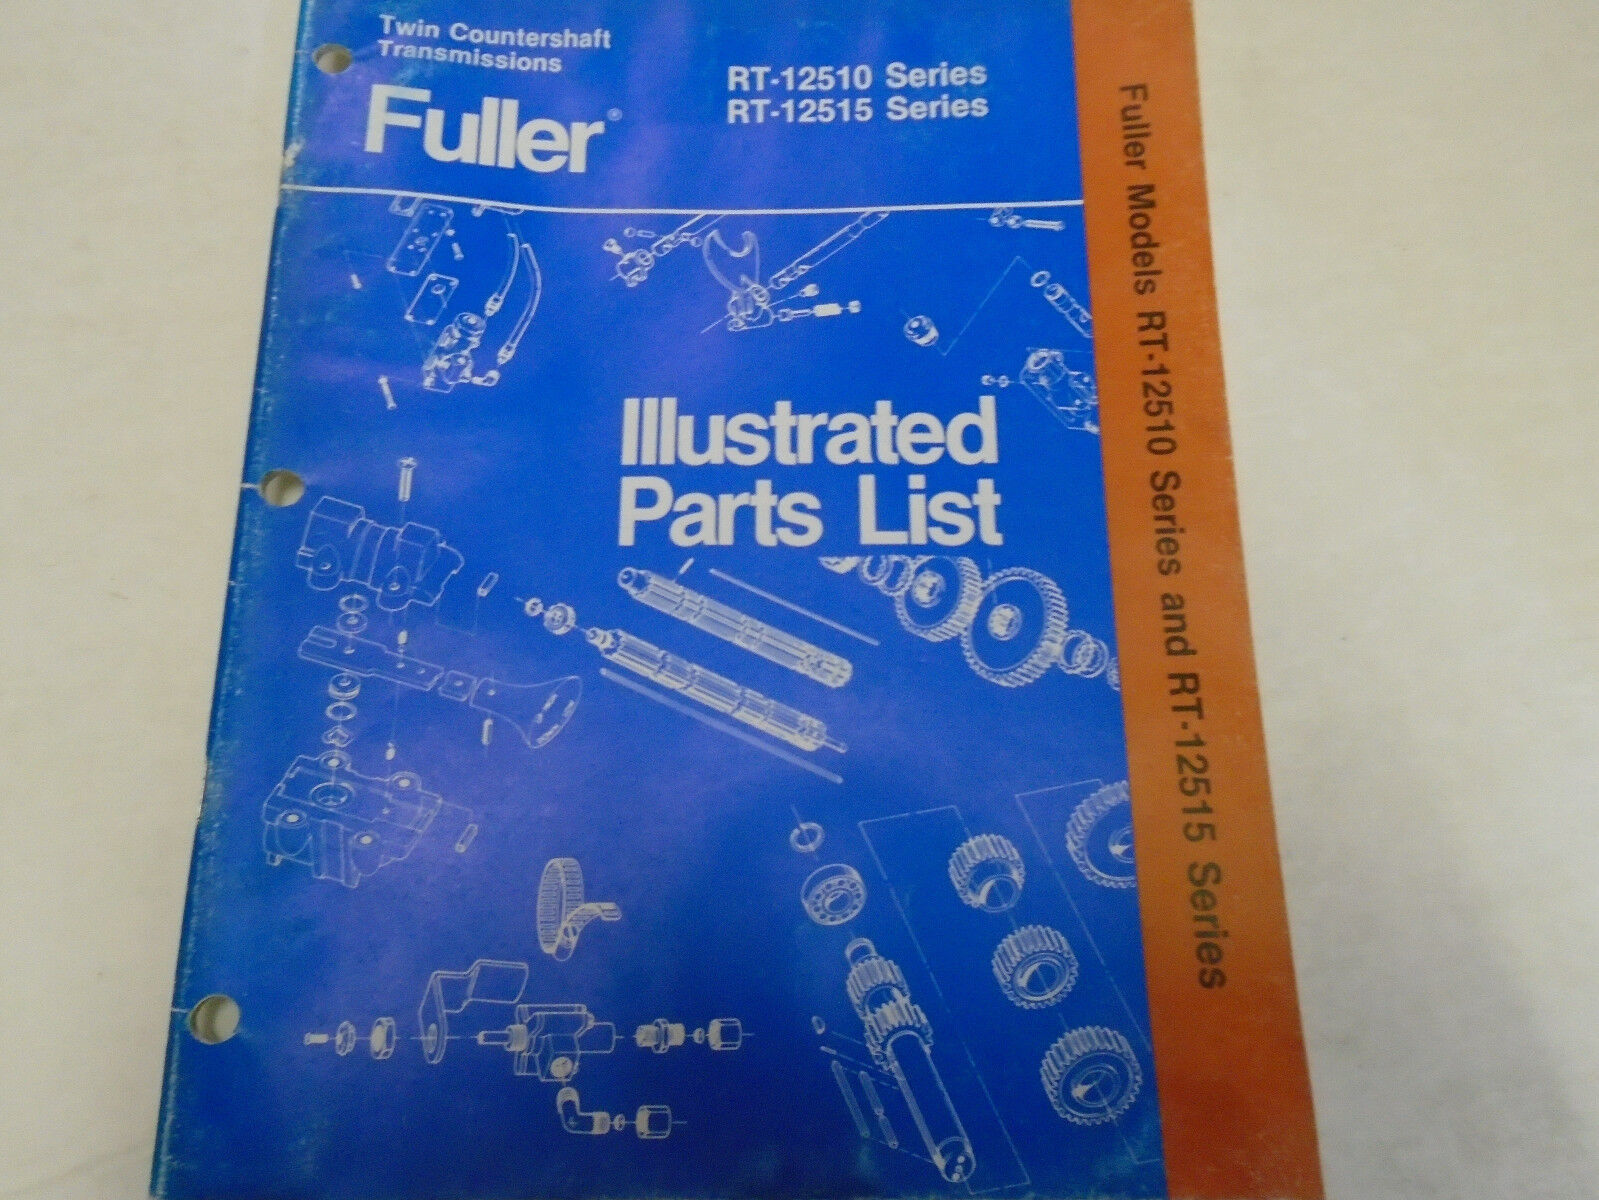 Twin Countershaft
Transmissions
Fuller®
RT-12510 Series
RT-12515 Series
Illustrated
Parts List
Fuller Models RT-12510 Series and RT-12515 Series